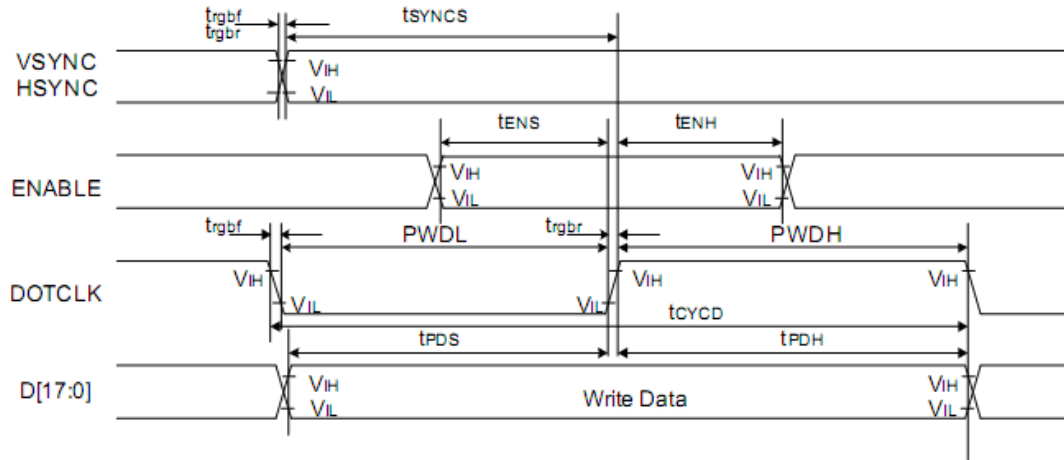 trgbf
trgbr
tSYNCS
VSYNC
HSYNC
VIH
VIL
tENS
tENH
ENABLE
VIH
VIL
VIH
VIL
trgbf
PWDL
trgbr
PWDH
DOTCLK
VIH
VIL
VIL
VIH
VIH
tCYCD
tPDS
tPDH
D[17:0]
VIH
VIL
Write Data
VIH
VIL